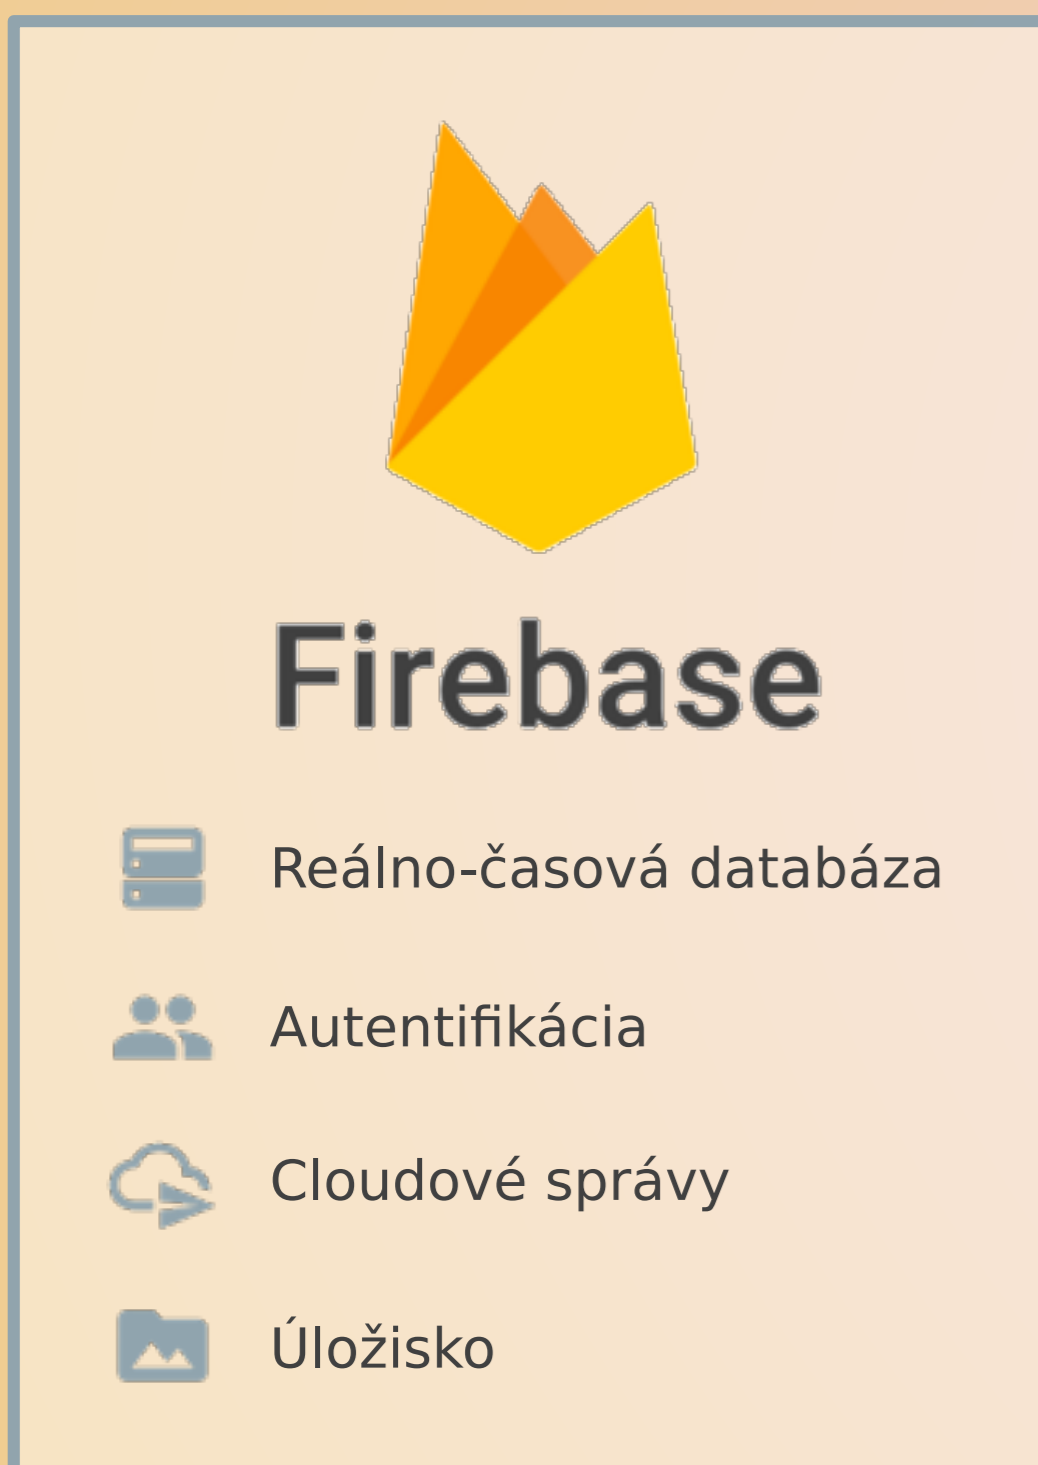 Firebase
Reálno-časová databáza
Autentifikácia
Cloudové správy
Úložisko